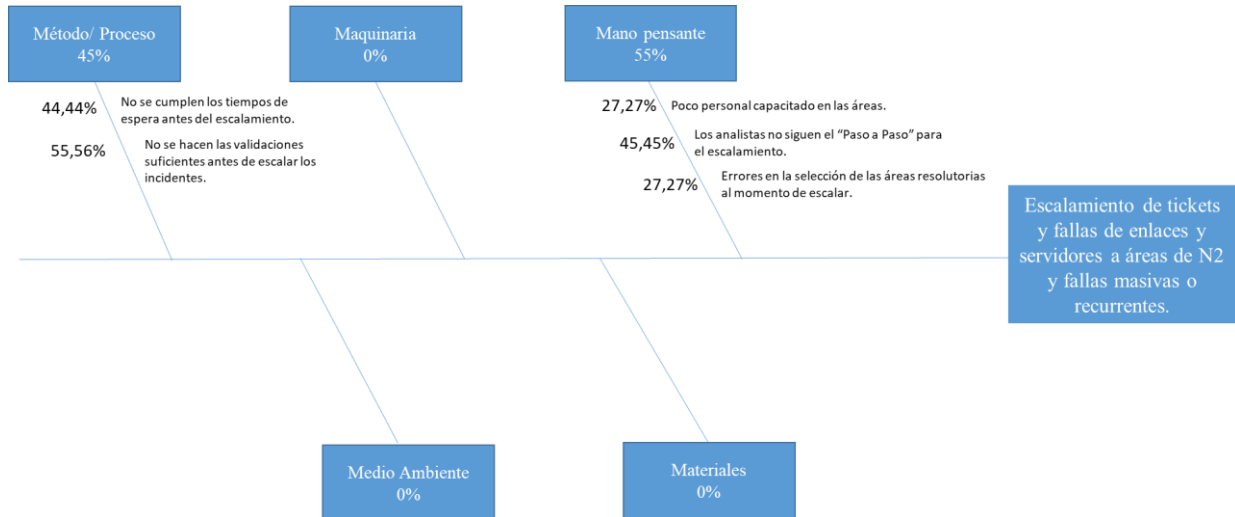 Método/ Proceso
45%
Maquinaria
0%
Mano pensante
55%
44,44%
No se cumplen los tiempos de
espera antes del escalamiento.
55,56%
No se hacen las validaciones
suficientes antes de escalar los
incidentes.
27,27%
Poco personal capacitado en las áreas.
45,45%
Los analistas no siguen el “Paso a Paso” para
el escalamiento.
27,27%
Errores en la selección de las áreas resolutorias
al momento de escalar.
Escalamiento de tickets
y fallas de enlaces y
servidores a áreas de N2
y fallas masivas o
recurrentes.
Medio Ambiente
0%
Materiales
0%